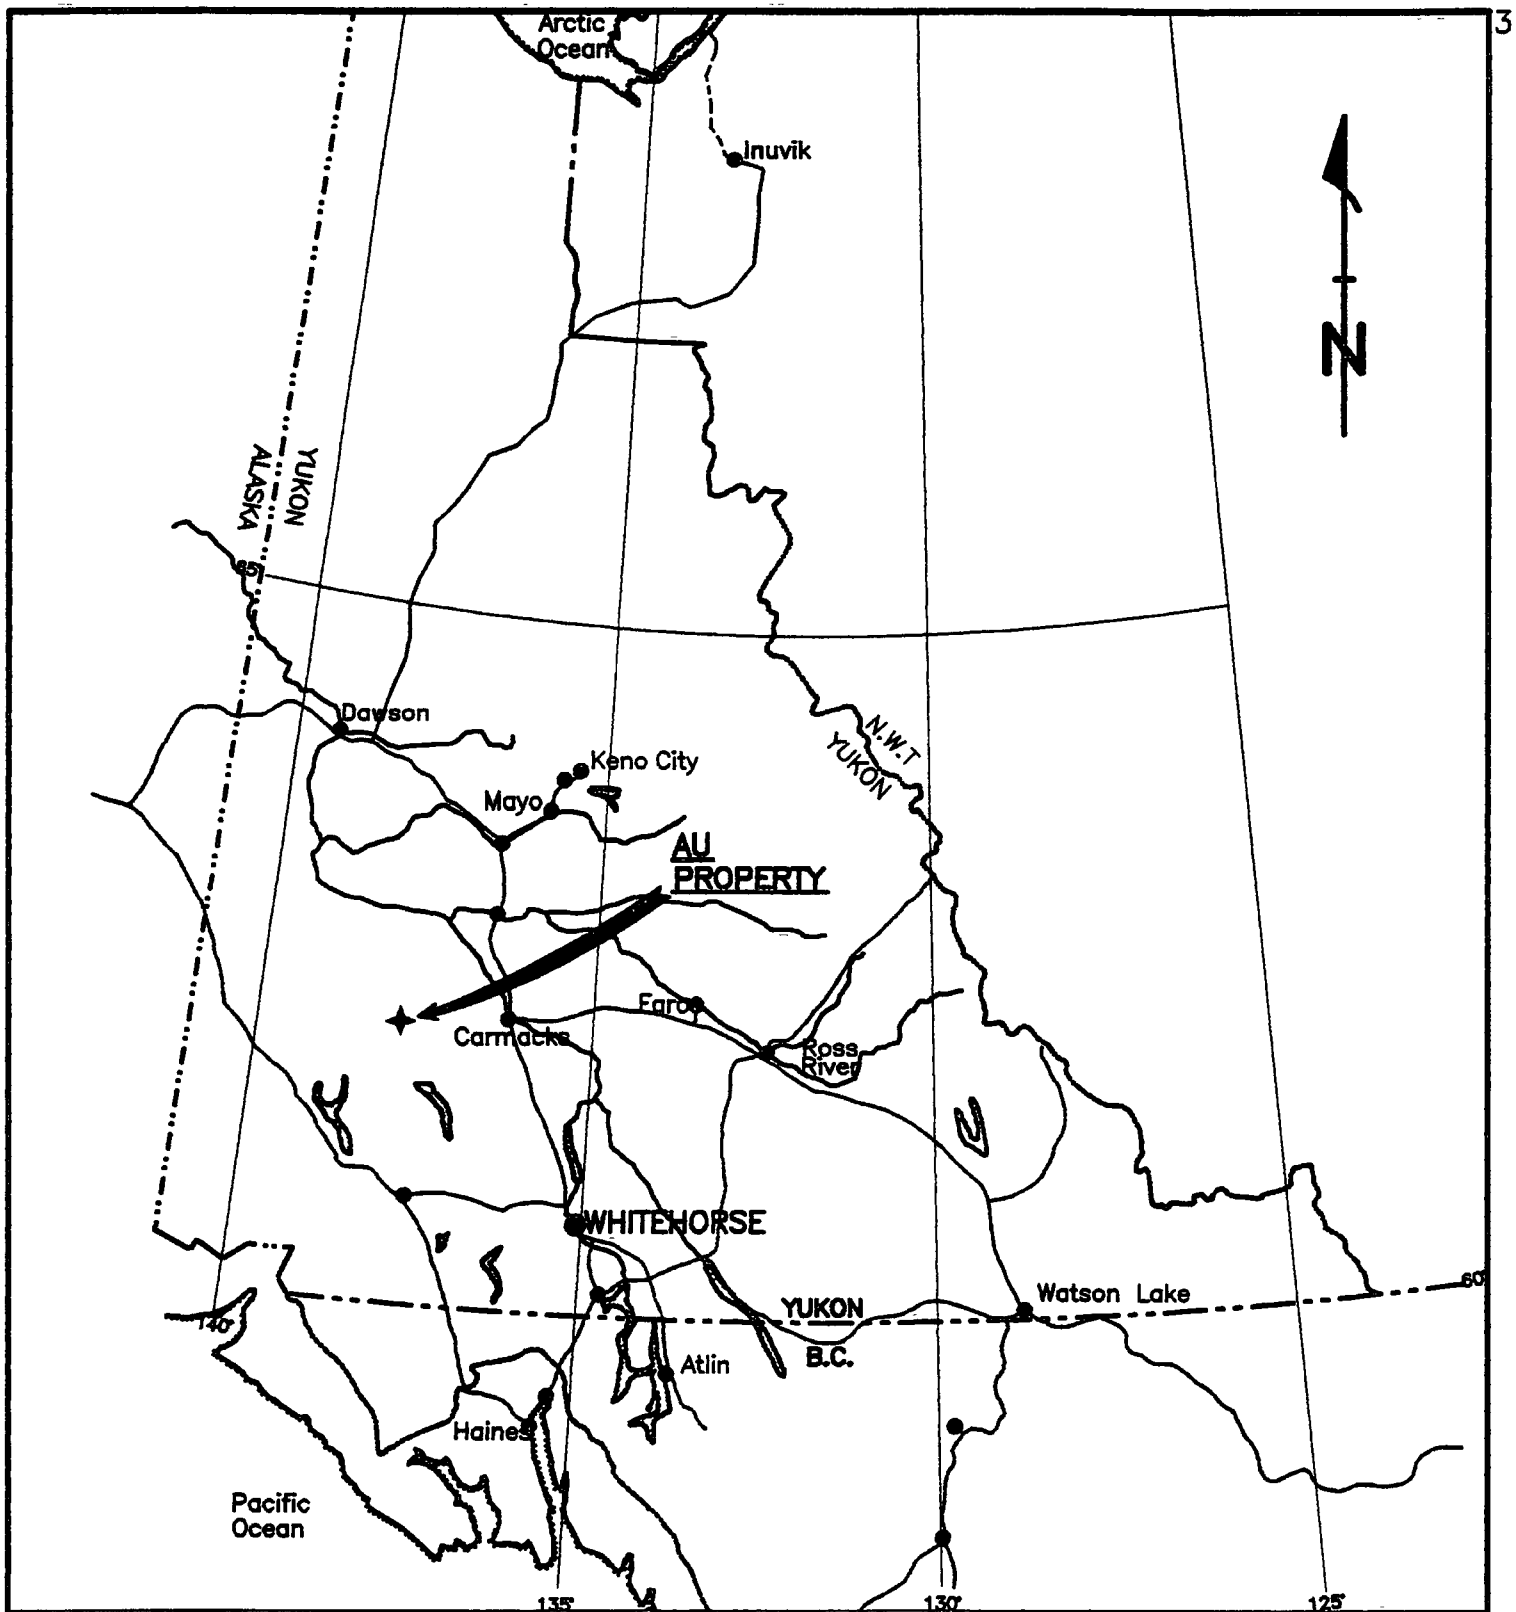 3
Arctic
Ocean
Inuvik
N
YUKON
ALASKA
65°
Dawson
N.W.T
YUKON
Keno City
Mayo
AU
PROPERTY
Faro
Carmacks
Ross
River
WHITEHORSE
Watson Lake
60°
YUKON
B.C.
140°
Atlin
Haines
Pacific
Ocean
135°
130°
125°